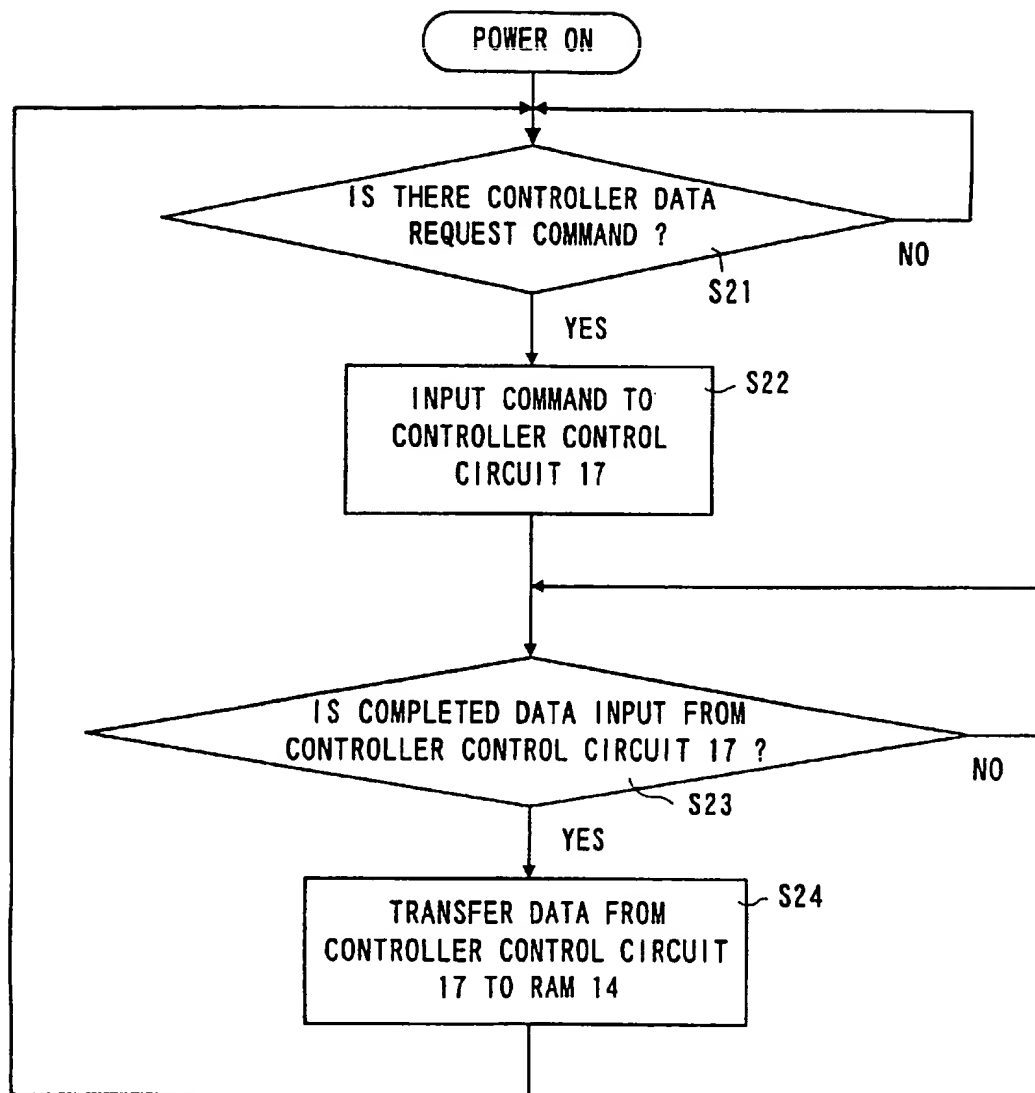 POWER ON
IS THERE CONTROLLER DATA
REQUEST COMMAND ?
NO
S21
YES
S22
INPUT COMMAND TO
CONTROLLER CONTROL
CIRCUIT 17
IS COMPLETED DATA INPUT FROM
CONTROLLER CONTROL CIRCUIT 17 ?
NO
S23
YES
S24
TRANSFER DATA FROM
CONTROLLER CONTROL CIRCUIT
17 TO RAM 14